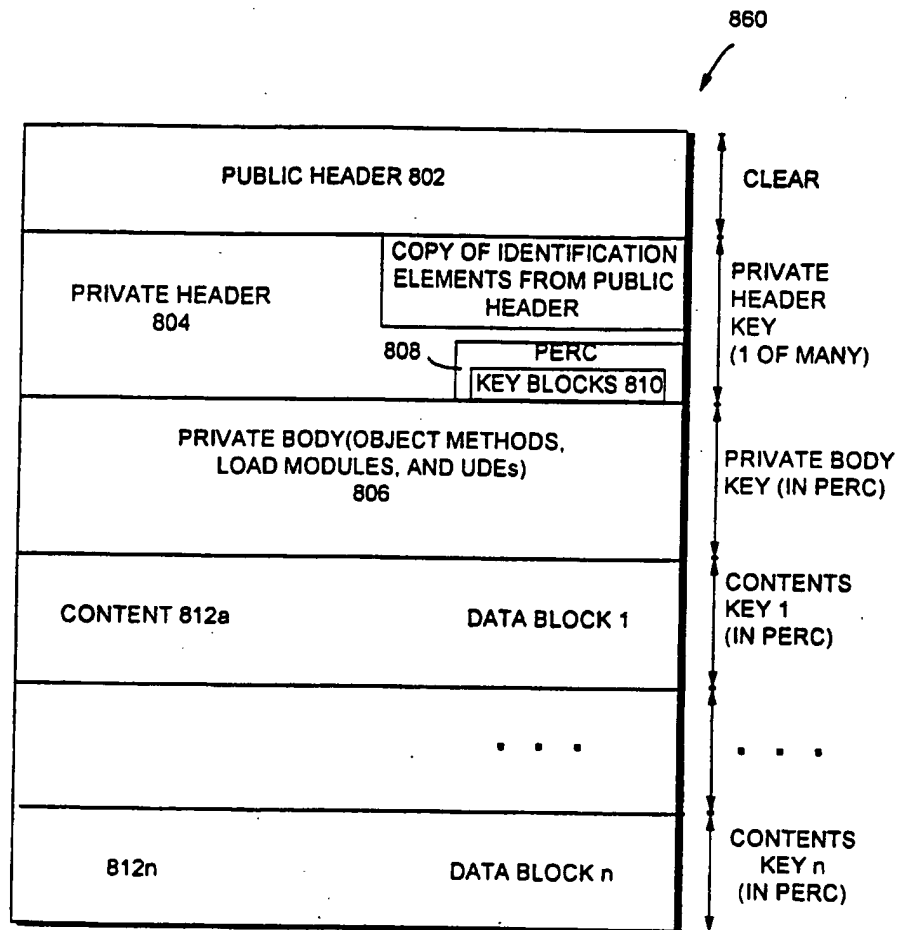 860
PUBLIC HEADER 802
CLEAR
PRIVATE HEADER
804
COPY OF IDENTIFICATION
ELEMENTS FROM PUBLIC
HEADER
808
PERC
KEY BLOCKS 810
PRIVATE
HEADER
KEY
(1 OF MANY)
PRIVATE BODY(OBJECT METHODS,
LOAD MODULES, AND UDEs)
806
PRIVATE BODY
KEY (IN PERC)
CONTENT 812a
DATA BLOCK 1
CONTENTS
KEY 1
(IN PERC)
. . .
. . .
812n
DATA BLOCK n
CONTENTS
KEY n
(IN PERC)